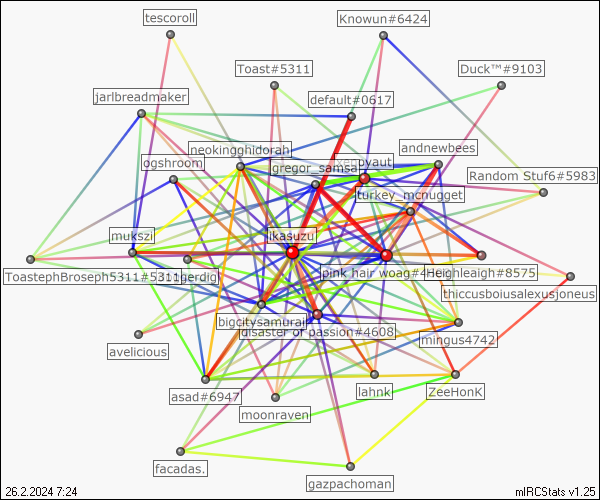 tescoroll
Knowun#6424
Toast#5311
Duck™#9103
jarlbreadmaker
default#0617
andnewbees
neokingghidorah
ogshroom
gregor_samsa
Random Stuf6#5983
turkey_mcnugget
mukszi
ikasuzu
ToastephBroseph5311#5311
perdig
pink hair woag#4
Heighleaigh#8575
thiccusboiusalexusjoneus
bigcitysamurai
disaster of passion#4608
mingus4742
avelicious
asad#6947
lahnk
ZeeHonK
moonraven
facadas.
gazpachoman
26.2.2024 7:24
mIRCStats v1.25